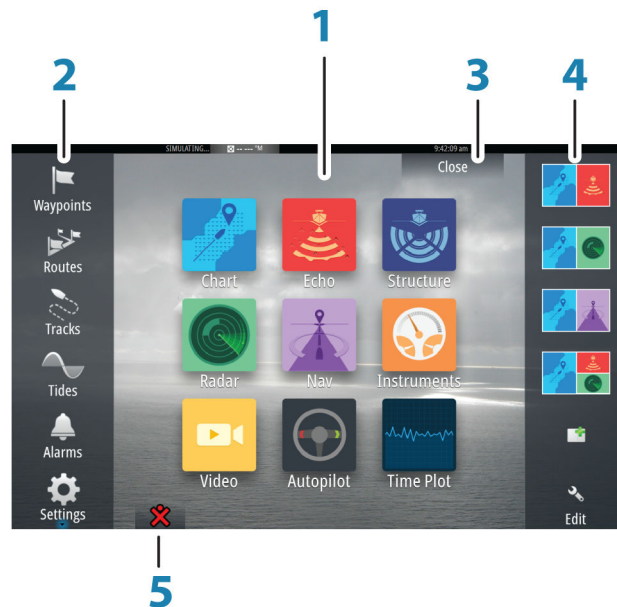 1
2
3
4
SIMULATING...
-- ---°M
9:42:09 am
Close
Waypoints
Routes
Tracks
Tides
Alarms
Settings
Chart
Echo
Structure
Radar
Nav
Instruments
Video
Autopilot
Time Plot
Edit
5